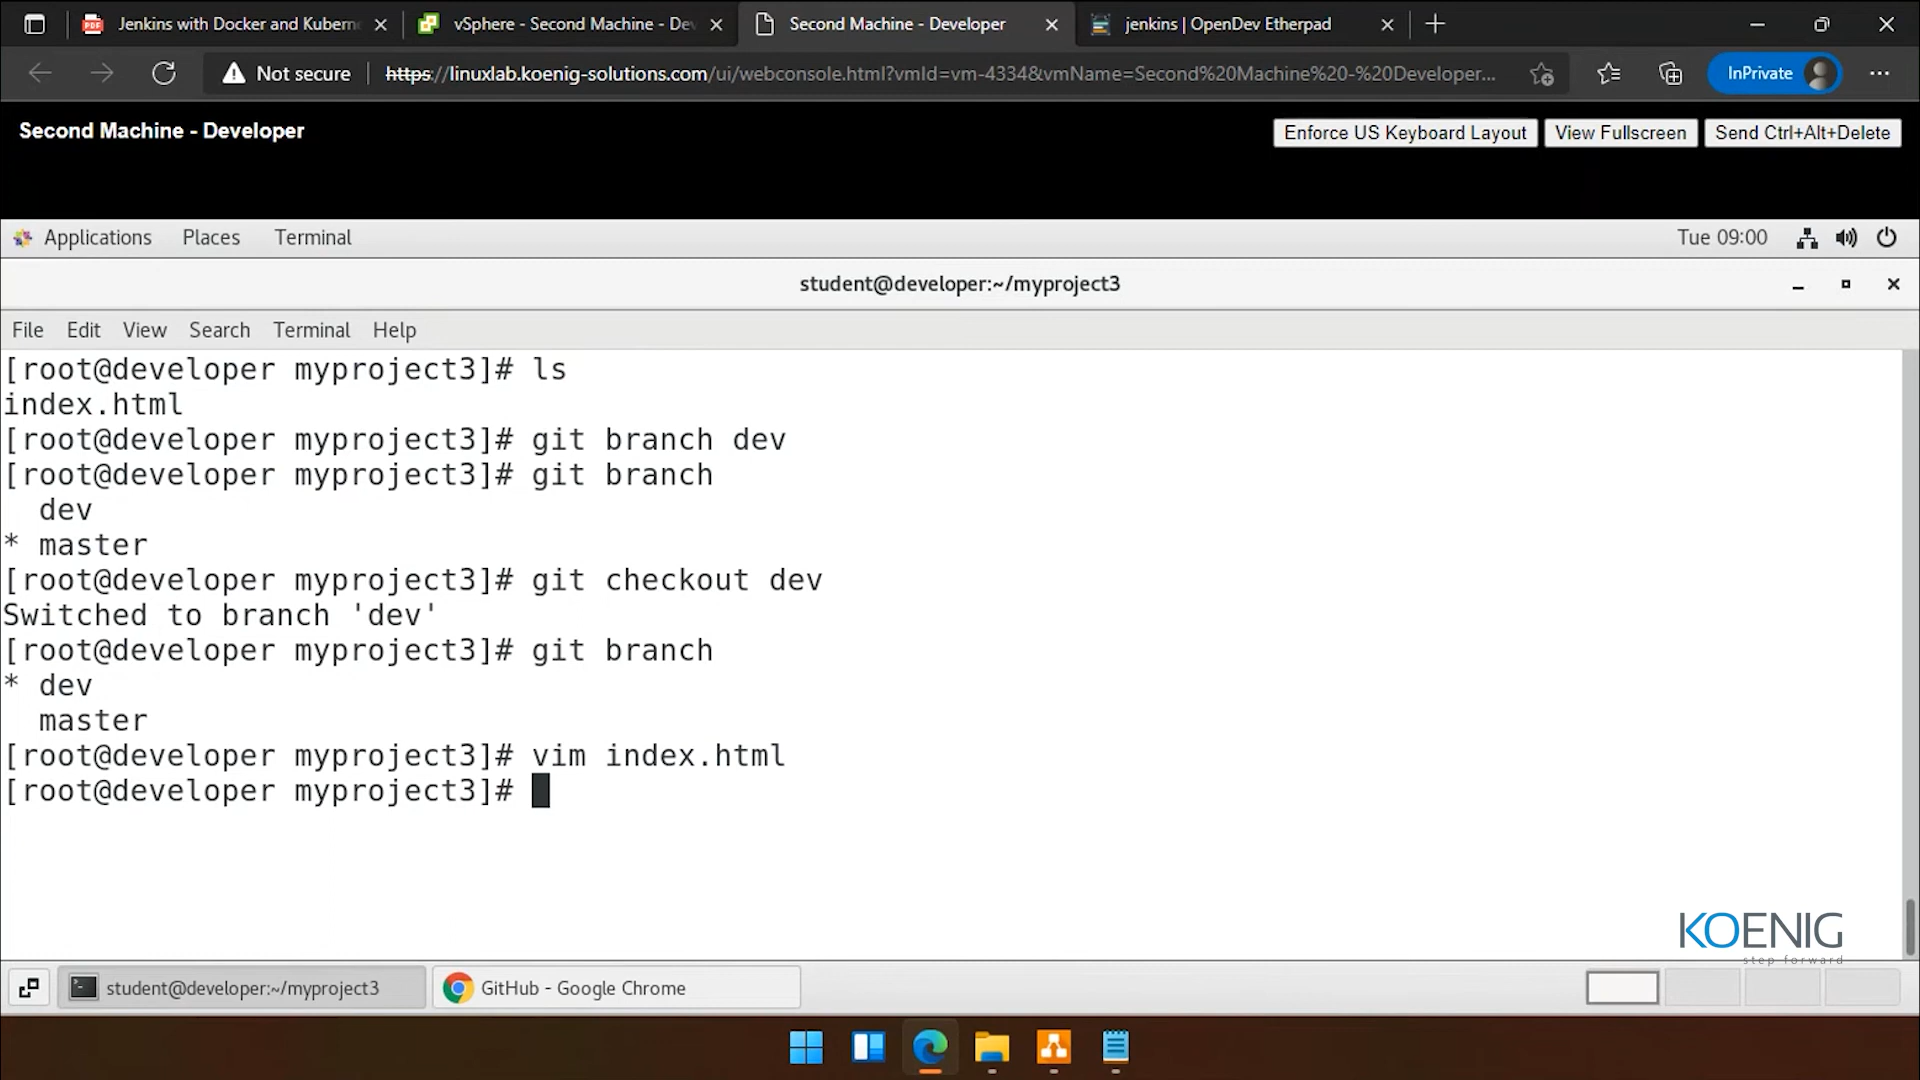 Jenkins with Docker and Kubern
vSphere - Second Machine - Dev
Second Machine - Developer
jenkins | OpenDev Etherpad
Not secure
https://linuxlab.koenig-solutions.com/ui/webconsole.html?vmId=vm-4334&vmName=Second%20Machine%20-%20Developer...
InPrivate
Second Machine - Developer
Enforce US Keyboard Layout
View Fullscreen
Send Ctrl+Alt+Delete
Applications Places Terminal
Tue 09:00
student@developer:~/myproject3
File Edit View Search Terminal Help
[root@developer myproject3]# ls
index.html
[root@developer myproject3]# git branch dev
[root@developer myproject3]# git branch
  dev
* master
[root@developer myproject3]# git checkout dev
Switched to branch 'dev'
[root@developer myproject3]# git branch
* dev
  master
[root@developer myproject3]# vim index.html
[root@developer myproject3]#
KOENIG
step forward
student@developer:~/myproject3
GitHub - Google Chrome